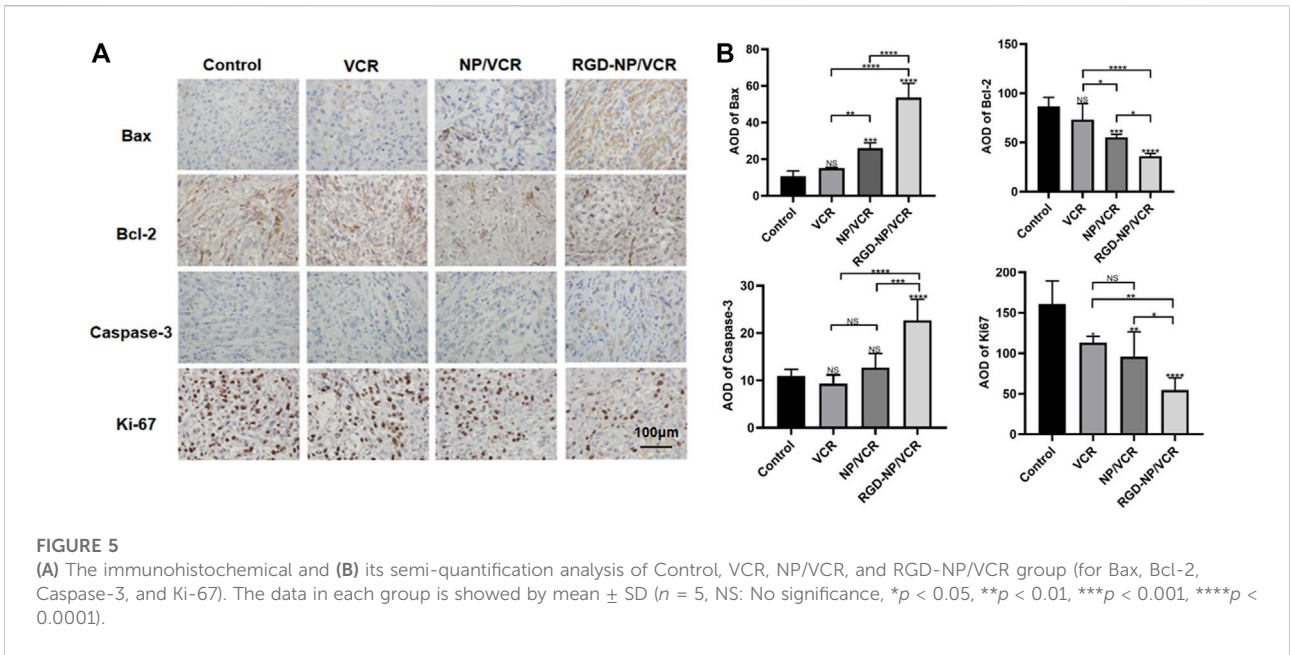 A
Control
VCR
NP/VCR
RGD-NP/VCR
Bax
Bcl-2
Caspase-3
Ki-67
100μm
B
AOD of Bax
80
60
40
20
0
NS
***
****
**
****
****
Control
VCR
NP/VCR
RGD-NP/VCR
AOD of Bcl-2
150
100
50
0
NS
***
****
*
****
*
Control
VCR
NP/VCR
RGD-NP/VCR
AOD of Caspase-3
30
20
10
0
NS
NS
****
NS
****
***
Control
VCR
NP/VCR
RGD-NP/VCR
AOD of Ki67
200
150
100
50
0
*
**
****
NS
**
*
Control
VCR
NP/VCR
RGD-NP/VCR
FIGURE 5
(A) The immunohistochemical and (B) its semi-quantification analysis of Control, VCR, NP/VCR, and RGD-NP/VCR group (for Bax, Bcl-2,
Caspase-3, and Ki-67). The data in each group is showed by mean ± SD (n = 5, NS: No significance, *p < 0.05, **p < 0.01, ***p < 0.001, ****p <
0.0001).